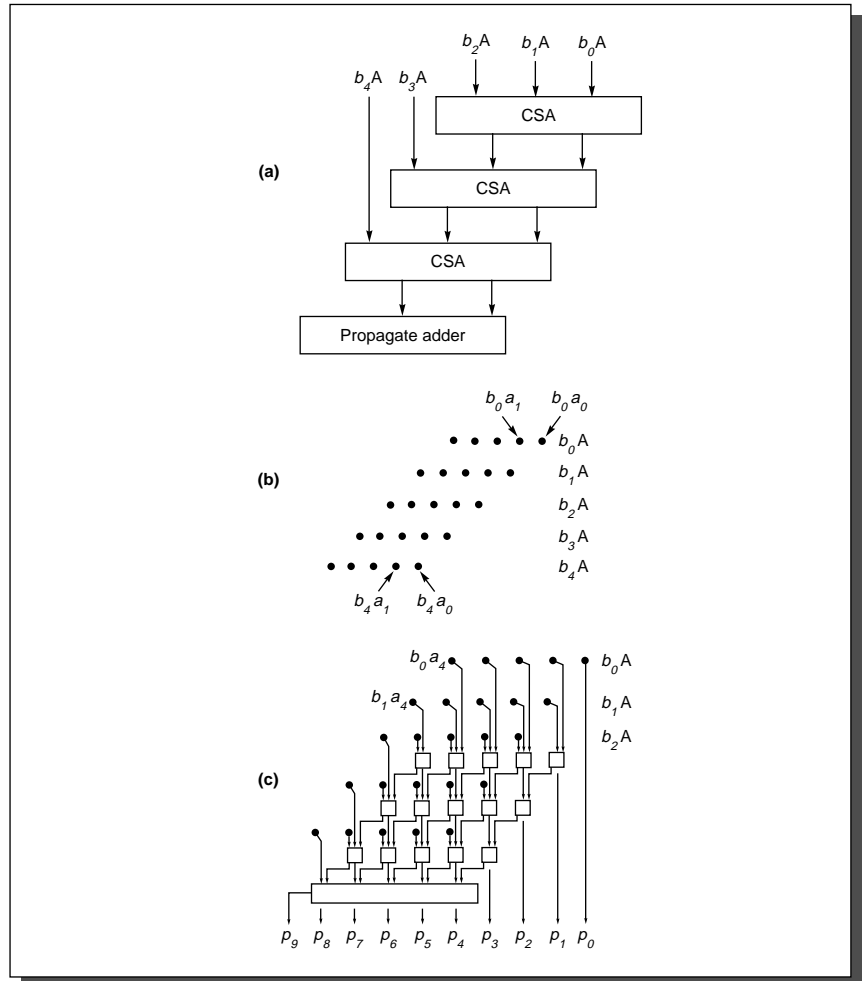 b₂A b₁A b₀A
b₄A b₃A
CSA
(a)
CSA
CSA
Propagate adder
b₀a₁ b₀a₀
b₀A
b₁A
(b)
b₂A
b₃A
b₄A
b₄a₁ b₄a₀
b₀a₄ b₀A
b₁a₄ b₁A
b₂A
(c)
p₉ p₈ p₇ p₆ p₅ p₄ p₃ p₂ p₁ p₀